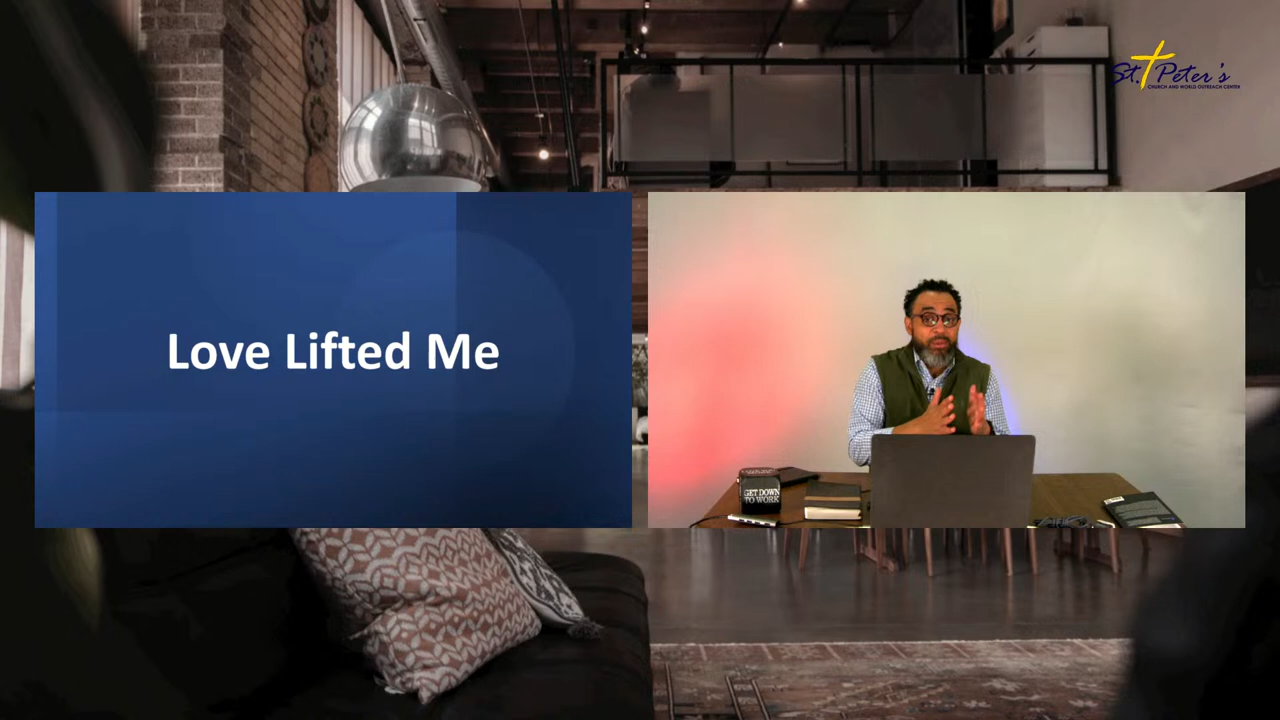 St. Peter's
CHURCH AND WORLD OUTREACH CENTER
Love Lifted Me
GET DOWN
TO WORK